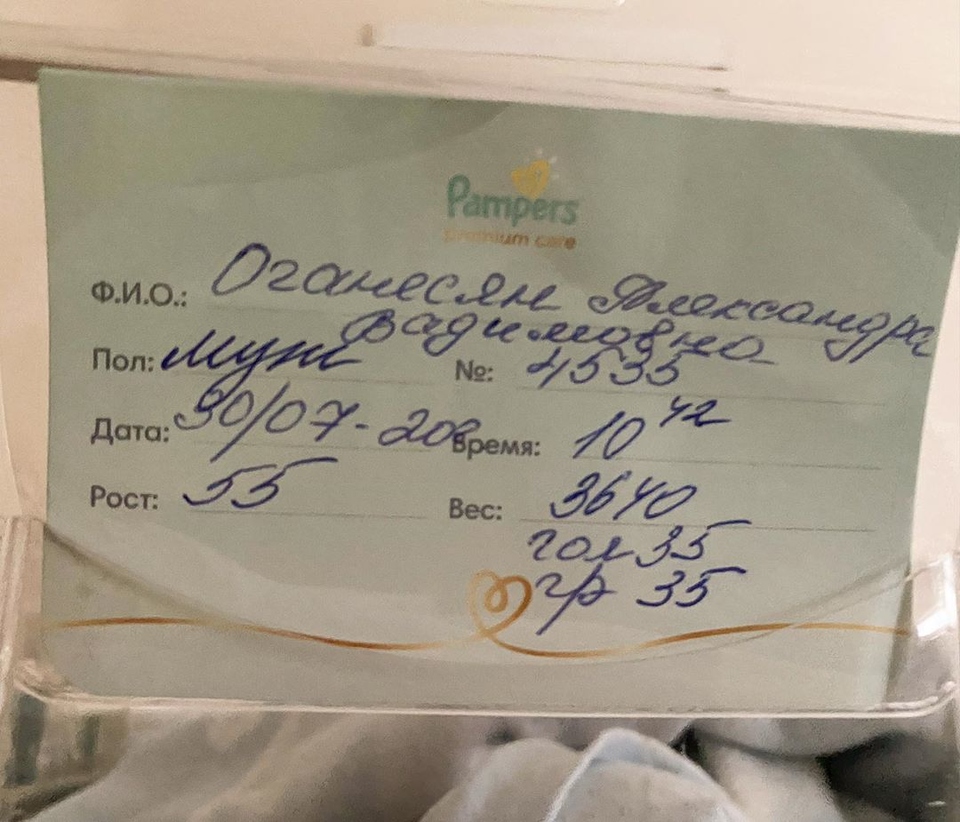 Pampers
premium care
Ф.И.О.: Оганесян Александра
Вадимовна
Пол: муж №: 4535
Дата: 30/07-20 Время: 10 42
Рост: 55 Вес: 3640
гол 35
гр 35